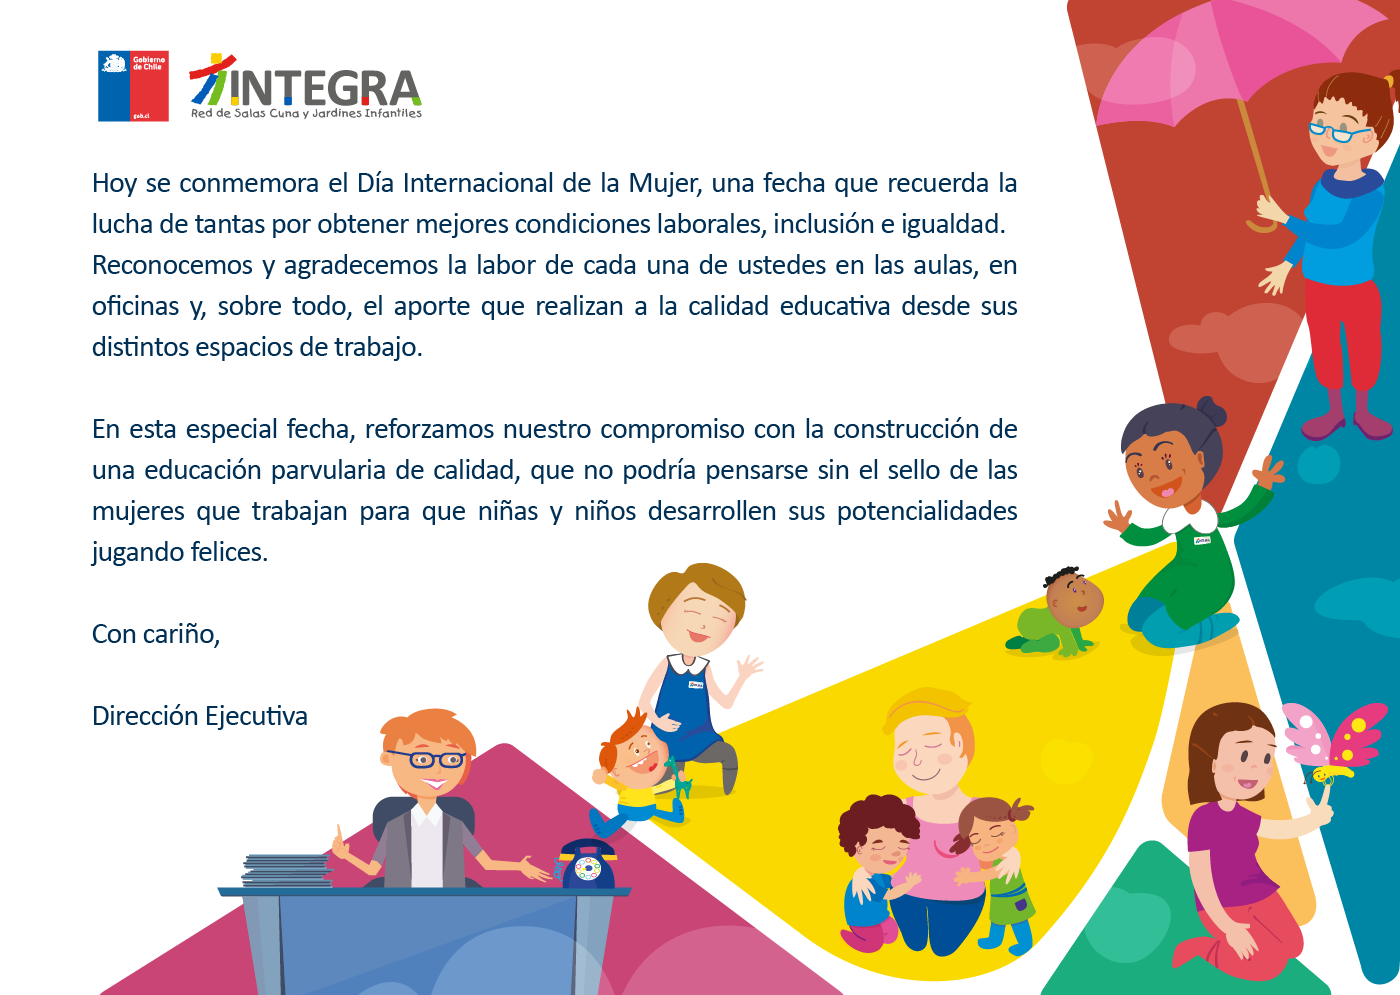 Gobierno
de Chile
gob.cl
INTEGRA
Red de Salas Cuna y Jardines Infantiles
Hoy se conmemora el Día Internacional de la Mujer, una fecha que recuerda la
lucha de tantas por obtener mejores condiciones laborales, inclusión e igualdad.
Reconocemos y agradecemos la labor de cada una de ustedes en las aulas, en
oficinas y, sobre todo, el aporte que realizan a la calidad educativa desde sus
distintos espacios de trabajo.
En esta especial fecha, reforzamos nuestro compromiso con la construcción de
una educación parvularia de calidad, que no podría pensarse sin el sello de las
mujeres que trabajan para que niñas y niños desarrollen sus potencialidades
jugando felices.
Con cariño,
Dirección Ejecutiva